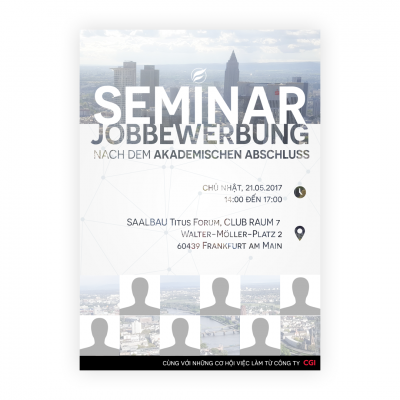 SEMINAR
JOBBEWERBUNG
NACH DEM AKADEMISCHEN ABSCHLUSS
CHỦ NHẬT, 21.05.2017
14:00 ĐẾN 17:00
SAALBAU TITUS FORUM, CLUB RAUM 7
WALTER-MÖLLER-PLATZ 2
60439 FRANKFURT AM MAIN
CÙNG VỚI NHỮNG CƠ HỘI VIỆC LÀM TỪ CÔNG TY CGI